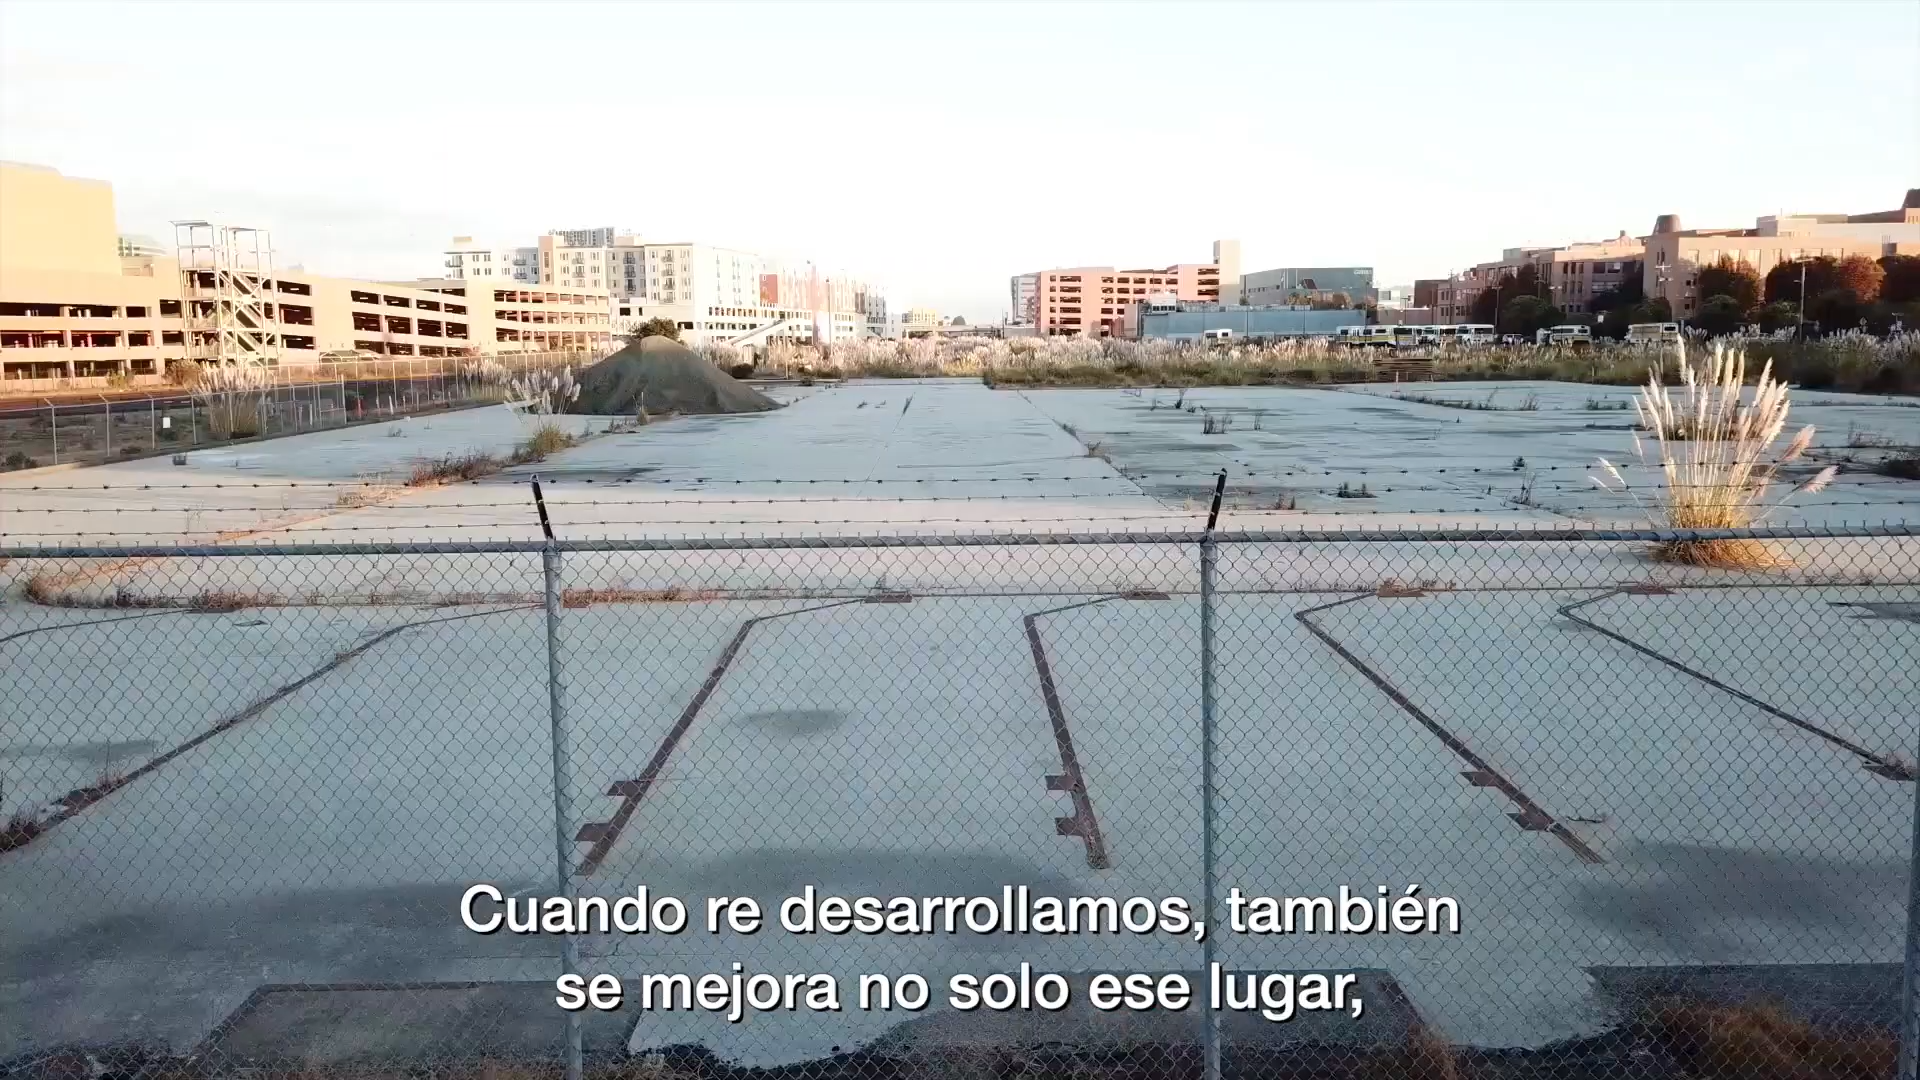 Cuando re desarrollamos, también
se mejora no solo ese lugar,